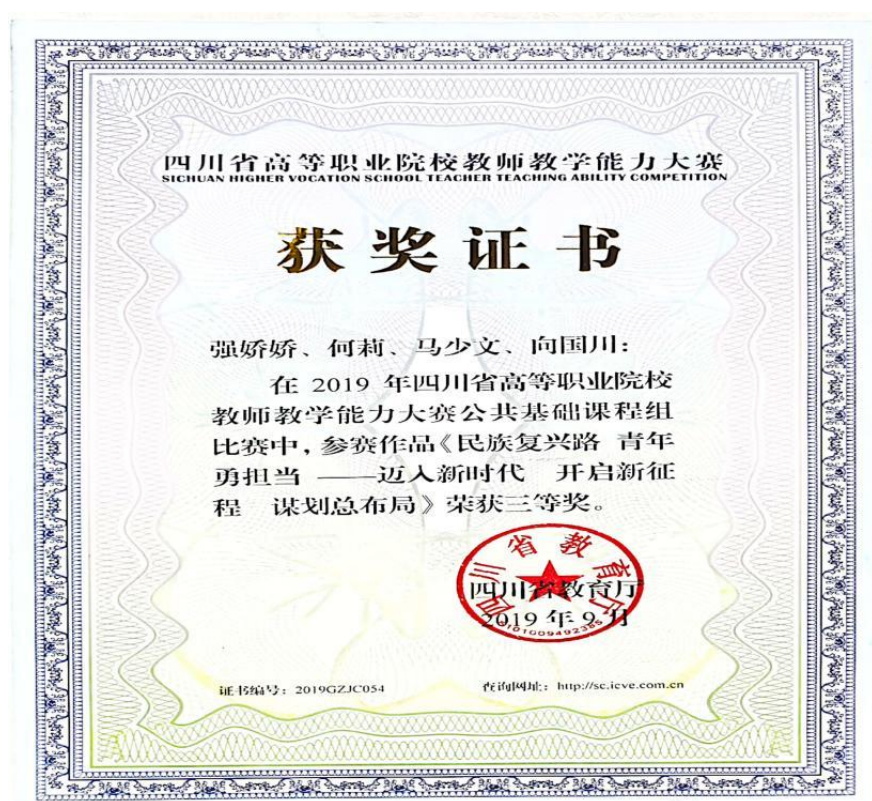 四川省高等职业院校教师教学能力大赛
SICHUAN HIGHER VOCATION SCHOOL TEACHER TEACHING ABILITY COMPETITION
获奖证书
强娇娇、何莉、马少文、向国川：
在 2019 年四川省高等职业院校
教师教学能力大赛公共基础课程组
比赛中，参赛作品《民族复兴路 青年
勇担当 ——迈入新时代 开启新征
程 谋划总布局》荣获三等奖。
四川省教育厅
四川省教育厅
2019 年 9 月
证书编号：2019GZJC054 查询网址：http://sc.icve.com.cn